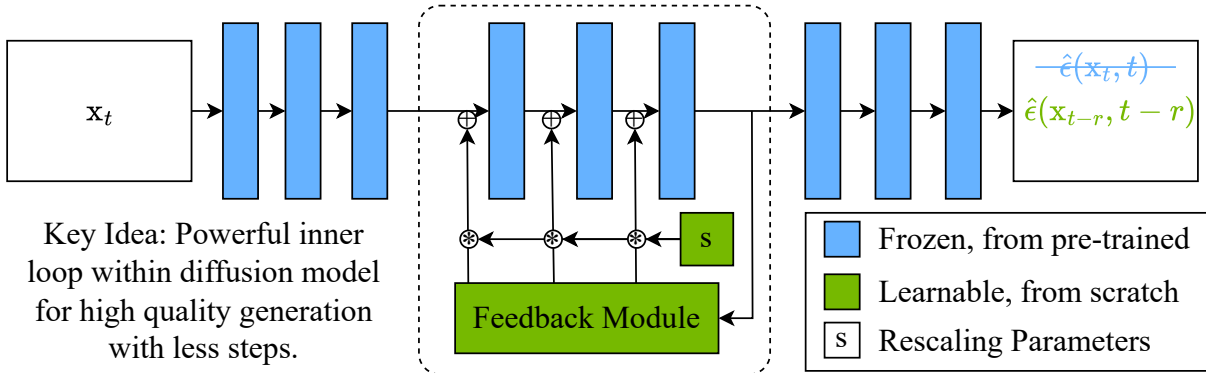 x_t
ε̂(x_t, t)
ε̂(x_{t−r}, t − r)
Key Idea: Powerful inner
loop within diffusion model
for high quality generation
with less steps.
s
Feedback Module
Frozen, from pre-trained
Learnable, from scratch
s Rescaling Parameters